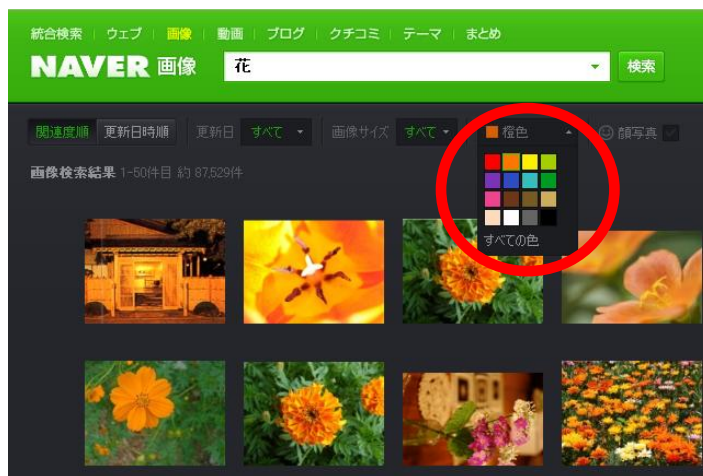 統合検索 ウェブ 画像 動画 ブログ クチコミ テーマ まとめ
NAVER 画像 花 検索
関連度順 更新日時順 更新日 すべて 画像サイズ すべて 橙色 顔写真
画像検索結果 1-50件目 約 87,529件
すべての色